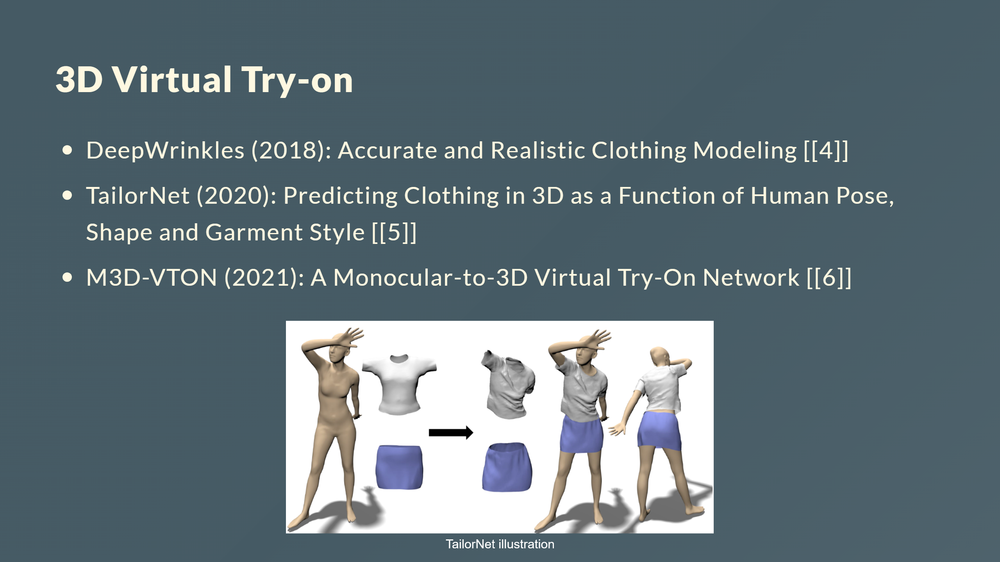 3D Virtual Try-on
DeepWrinkles (2018): Accurate and Realistic Clothing Modeling [[4]]
TailorNet (2020): Predicting Clothing in 3D as a Function of Human Pose,
Shape and Garment Style [[5]]
M3D-VTON (2021): A Monocular-to-3D Virtual Try-On Network [[6]]
TailorNet illustration